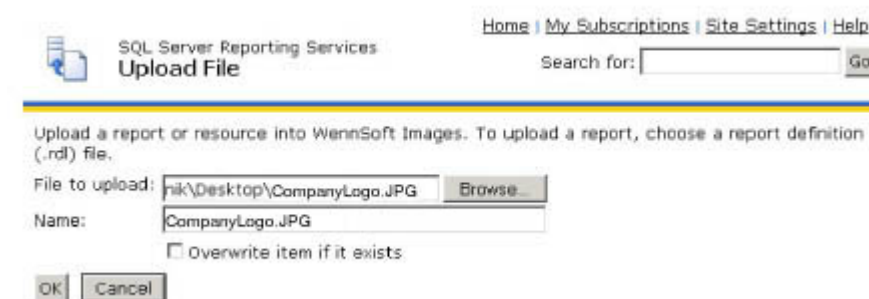 Home | My Subscriptions | Site Settings | Help
SQL Server Reporting Services
Upload File
Search for:
Go
Upload a report or resource into WennSoft Images. To upload a report, choose a report definition
(.rdl) file.
File to upload: nik\Desktop\CompanyLogo.JPG Browse...
Name: CompanyLogo.JPG
Overwrite item if it exists
OK Cancel